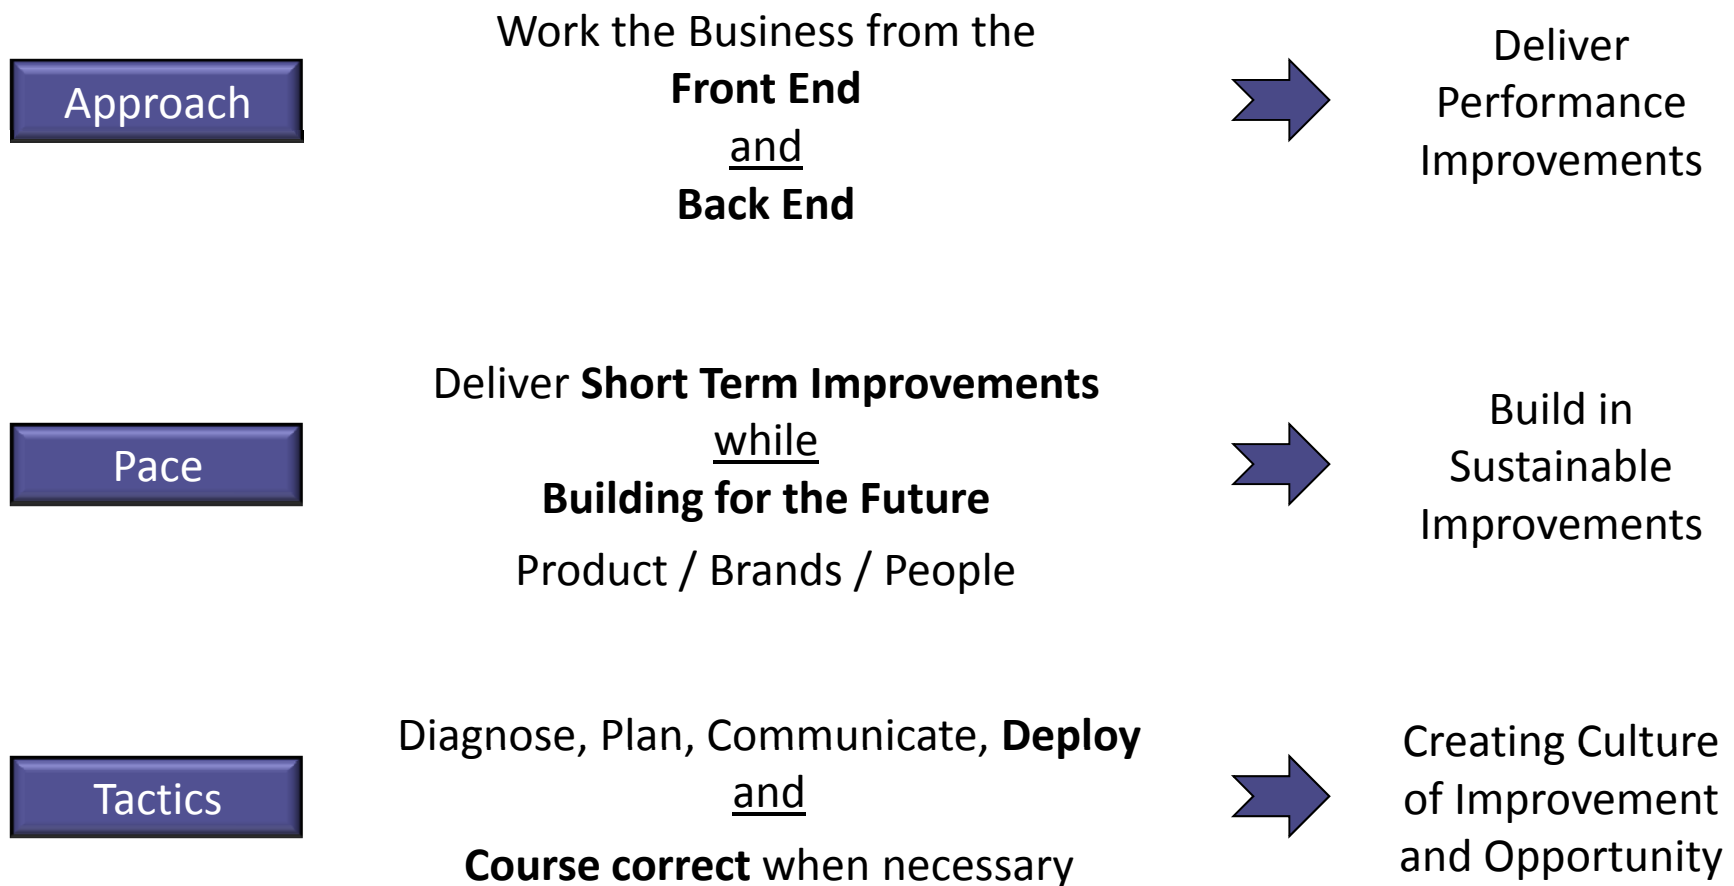 Approach
Work the Business from the
Front End
and
Back End
Deliver
Performance
Improvements
Pace
Deliver Short Term Improvements
while
Building for the Future
Product / Brands / People
Build in
Sustainable
Improvements
Tactics
Diagnose, Plan, Communicate, Deploy
and
Course correct when necessary
Creating Culture
of Improvement
and Opportunity